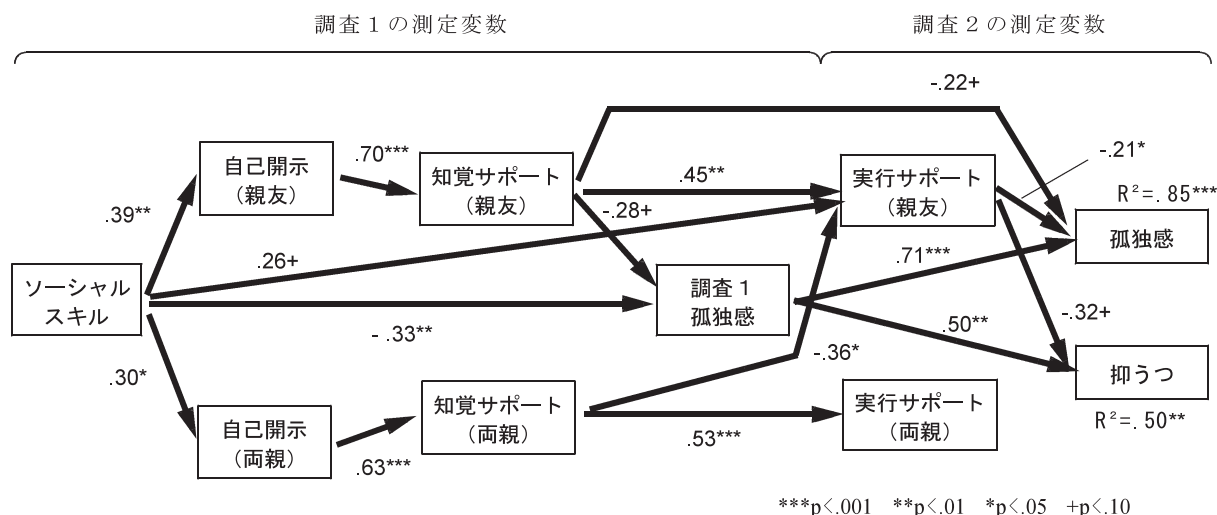 調査１の測定変数
調査２の測定変数
-.22+
自己開示
（親友）
.70***
知覚サポート
（親友）
.45**
実行サポート
（親友）
-.21*
R²=.85***
孤独感
.39**
-.28+
.26+
.71***
ソーシャル
スキル
調査１
孤独感
-.33**
.50**
-.32+
-.36*
抑うつ
R²=.50**
.30*
自己開示
（両親）
.63***
知覚サポート
（両親）
.53***
実行サポート
（両親）
***p<.001 **p<.01 *p<.05 +p<.10